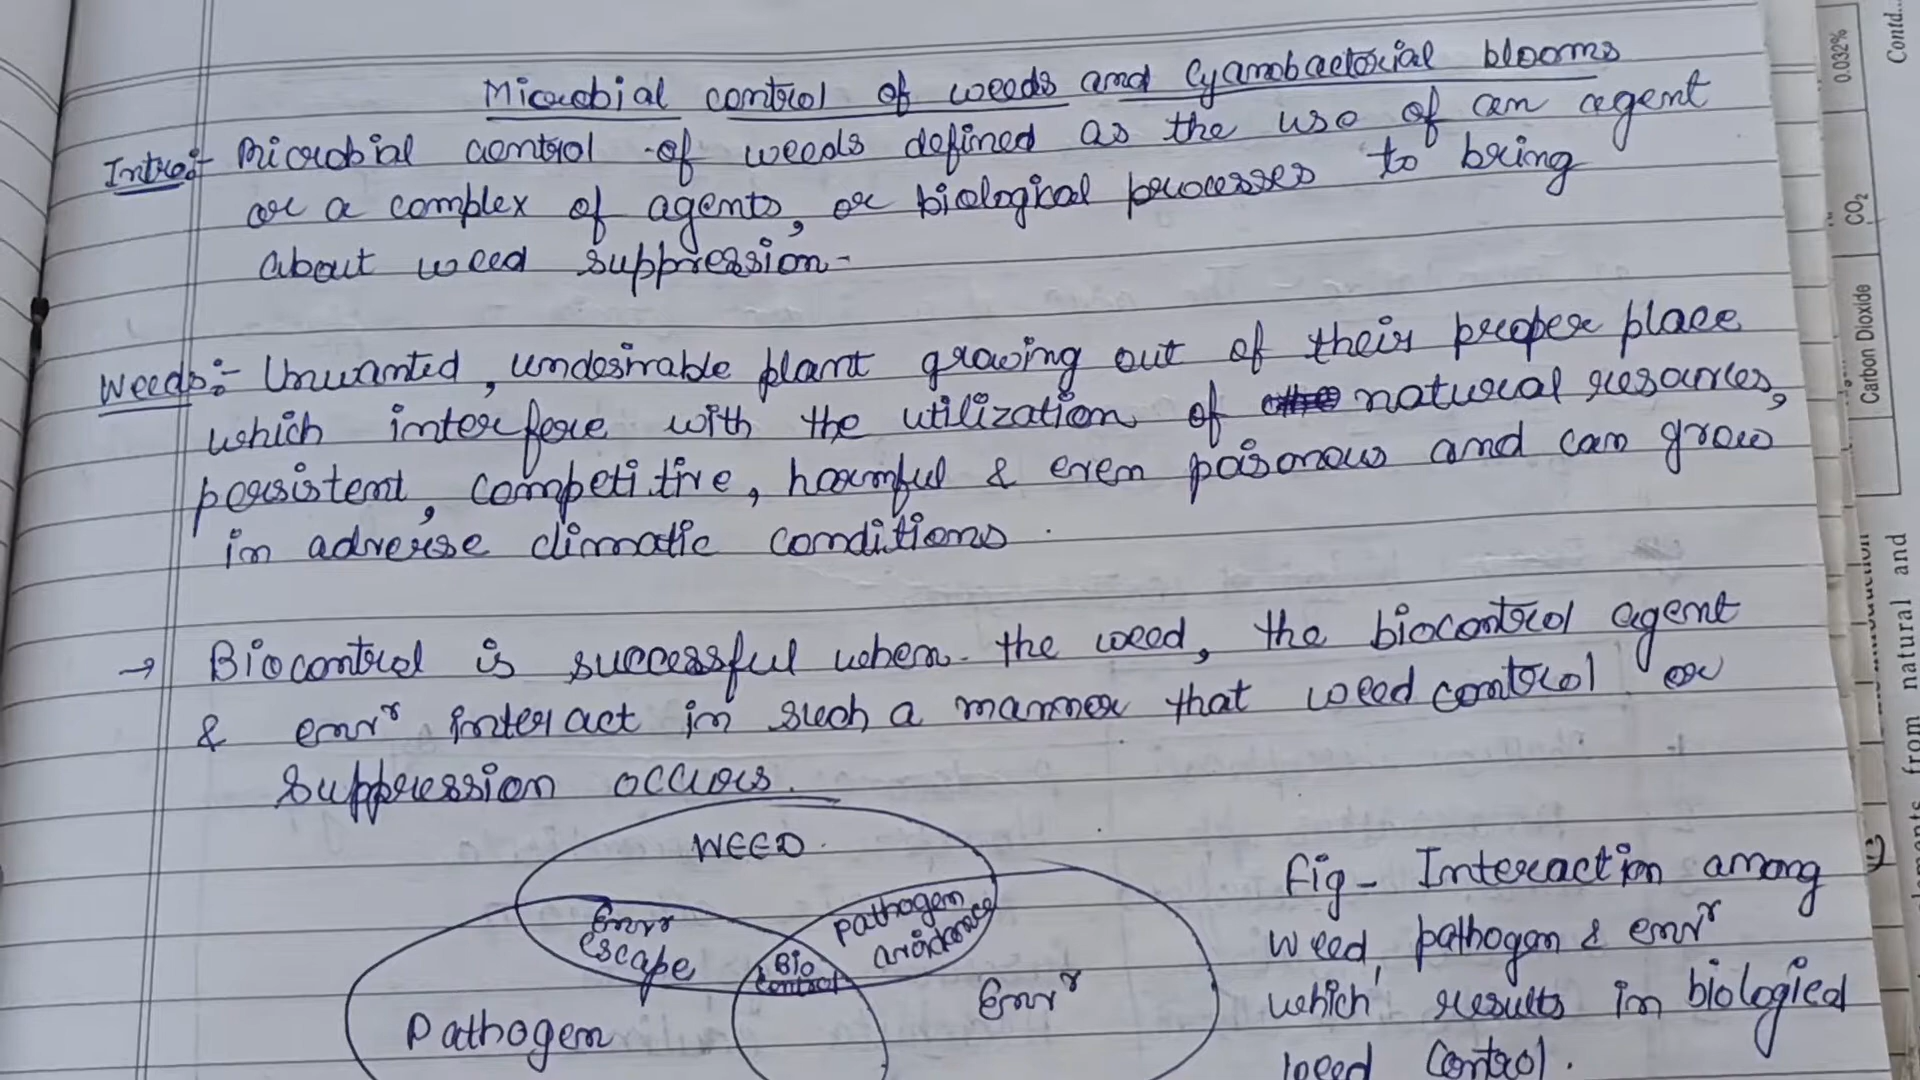 Microbial control of weeds and Cyanobacterial blooms
Intro:- Microbial control of weeds defined as the use of an agent
or a complex of agents, or biological processes to bring
about weed suppression-
Weeds:- Unwanted, undesirable plant growing out of their proper place
which interfere with the utilization of natural resources,
persistent, competitive, harmful & even poisonous and can grow
in adverse climatic conditions.
→ Biocontrol is successful when the weed, the biocontrol agent
& envr interact in such a manner that weed control or
suppression occurs.
WEED
Envr
escape
pathogen
avoidance
Bio
control
Pathogen
Envr
Fig- Interaction among
weed, pathogen & envr
which results in biological
weed control.
0.032%
CO₂
Carbon Dioxide
Contd...
from natural and